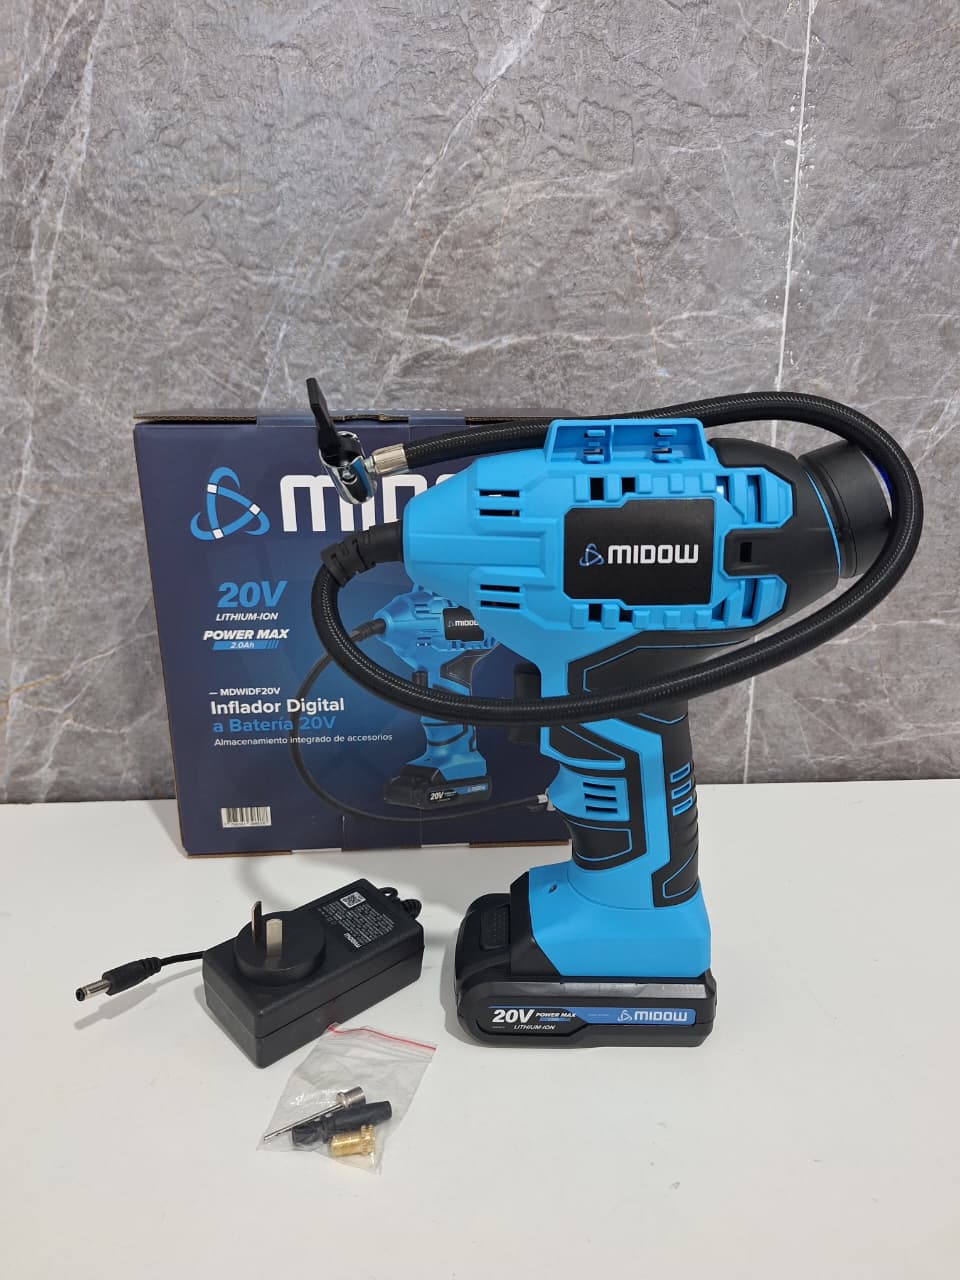 MIDOW
20V
LITHIUM-ION
POWER MAX
2.0Ah
MDWIDF20V
Inflador Digital
a Batería 20V
Almacenamiento integrado de accesorios
MIDOW
20V
MIDOW
20V POWER MAX
LITHIUM-ION
MIDOW